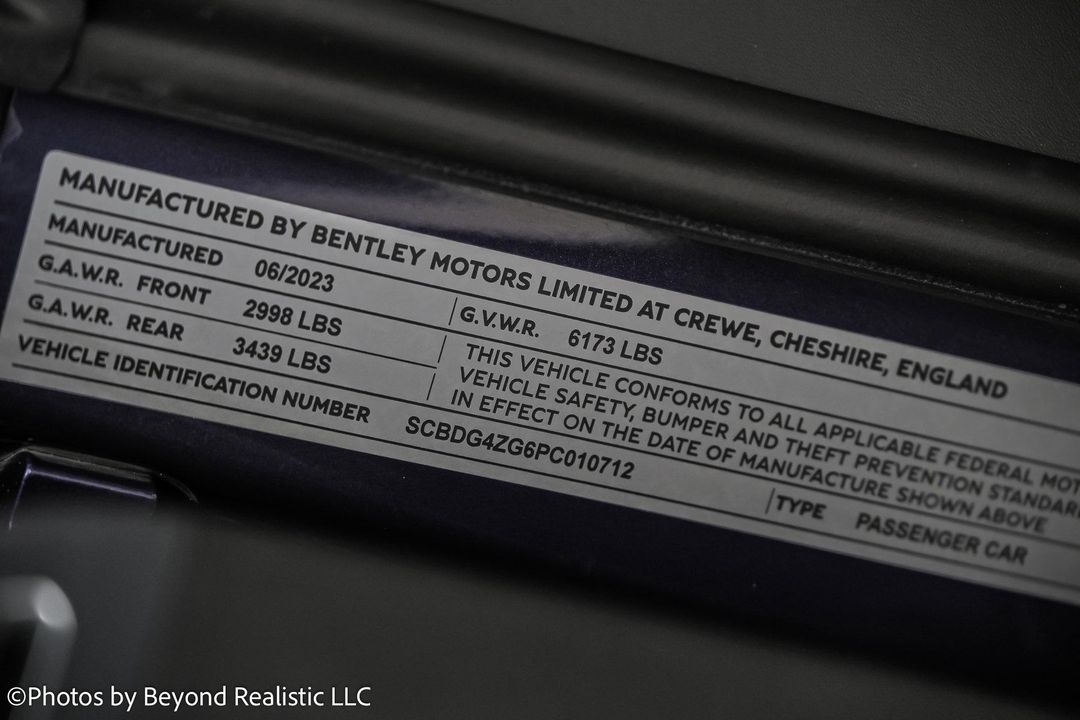 MANUFACTURED BY BENTLEY MOTORS LIMITED AT CREWE, CHESHIRE, ENGLAND
MANUFACTURED 06/2023
G.V.W.R. 6173 LBS
G.A.W.R. FRONT 2998 LBS
G.A.W.R. REAR 3439 LBS
THIS VEHICLE CONFORMS TO ALL APPLICABLE FEDERAL MOT
VEHICLE SAFETY, BUMPER AND THEFT PREVENTION STANDAR
IN EFFECT ON THE DATE OF MANUFACTURE SHOWN ABOVE
VEHICLE IDENTIFICATION NUMBER SCBDG4ZG6PC010712
TYPE PASSENGER CAR
©Photos by Beyond Realistic LLC